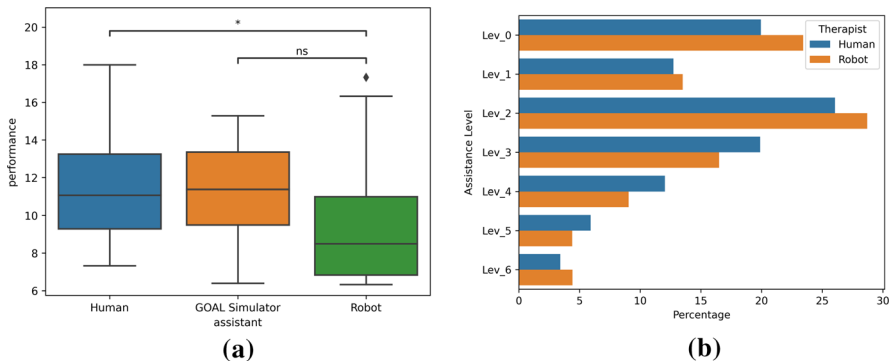 20
18
16
14
12
10
8
6
performance
*
ns
Human
GOAL Simulator
Robot
assistant
(a)
Assistance Level
Lev_0
Lev_1
Lev_2
Lev_3
Lev_4
Lev_5
Lev_6
Therapist
Human
Robot
0 5 10 15 20 25 30
Percentage
(b)